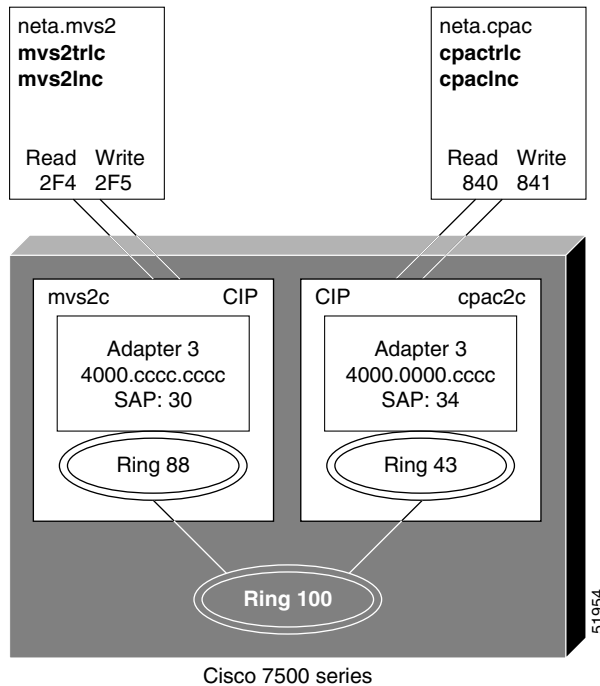 neta.mvs2
mvs2trlc
mvs2lnc
Read Write
2F4 2F5
neta.cpac
cpactrlc
cpaclnc
Read Write
840 841
mvs2c CIP
Adapter 3
4000.cccc.cccc
SAP: 30
Ring 88
CIP cpac2c
Adapter 3
4000.0000.cccc
SAP: 34
Ring 43
Ring 100
51954
Cisco 7500 series